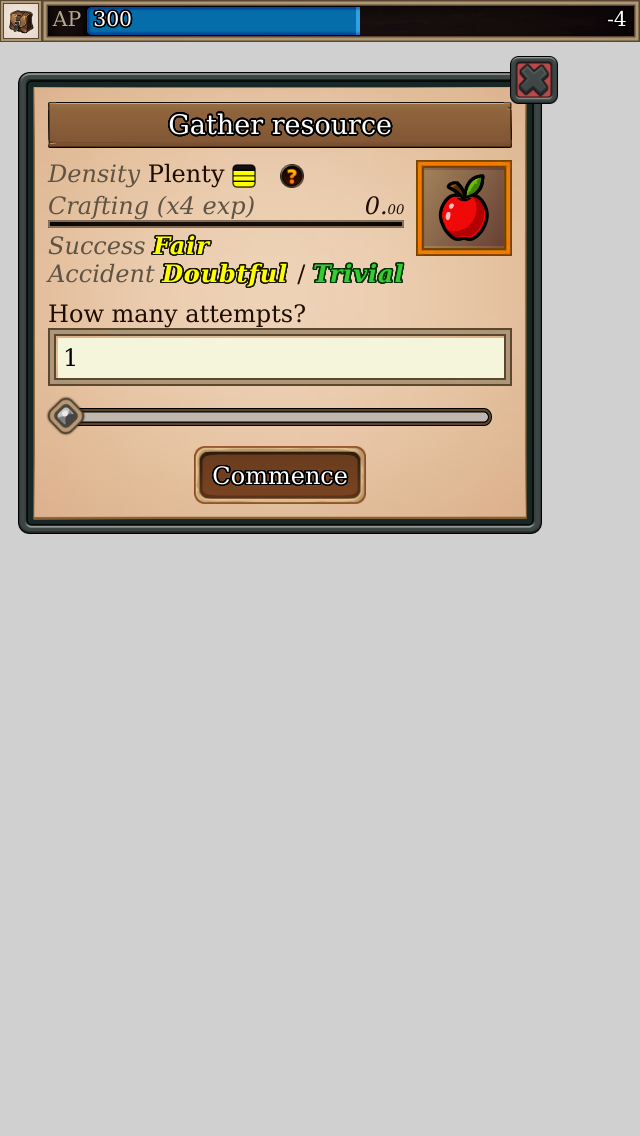 AP 300 -4
Gather resource
Density Plenty ?
Crafting (x4 exp) 0.00
Success Fair
Accident Doubtful / Trivial
How many attempts?
1
Commence